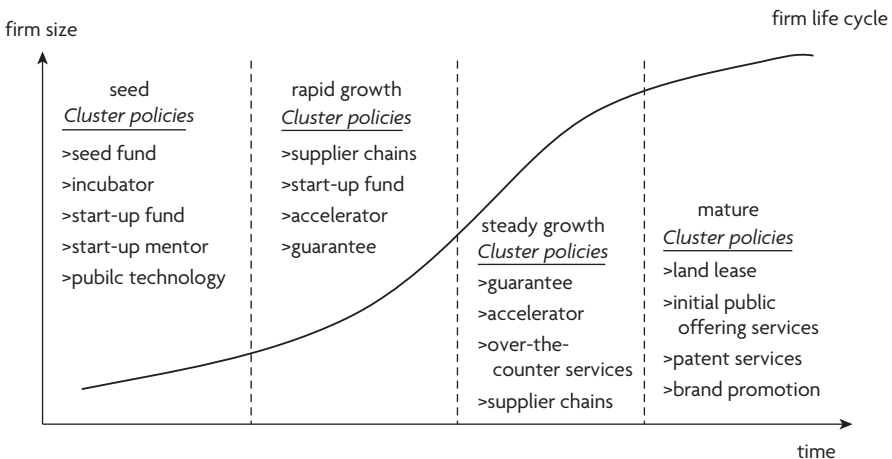 firm life cycle
firm size
seed
Cluster policies
>seed fund
>incubator
>start-up fund
>start-up mentor
>pubilc technology
rapid growth
Cluster policies
>supplier chains
>start-up fund
>accelerator
>guarantee
steady growth
Cluster policies
>guarantee
>accelerator
>over-the-
counter services
>supplier chains
mature
Cluster policies
>land lease
>initial public
offering services
>patent services
>brand promotion
time